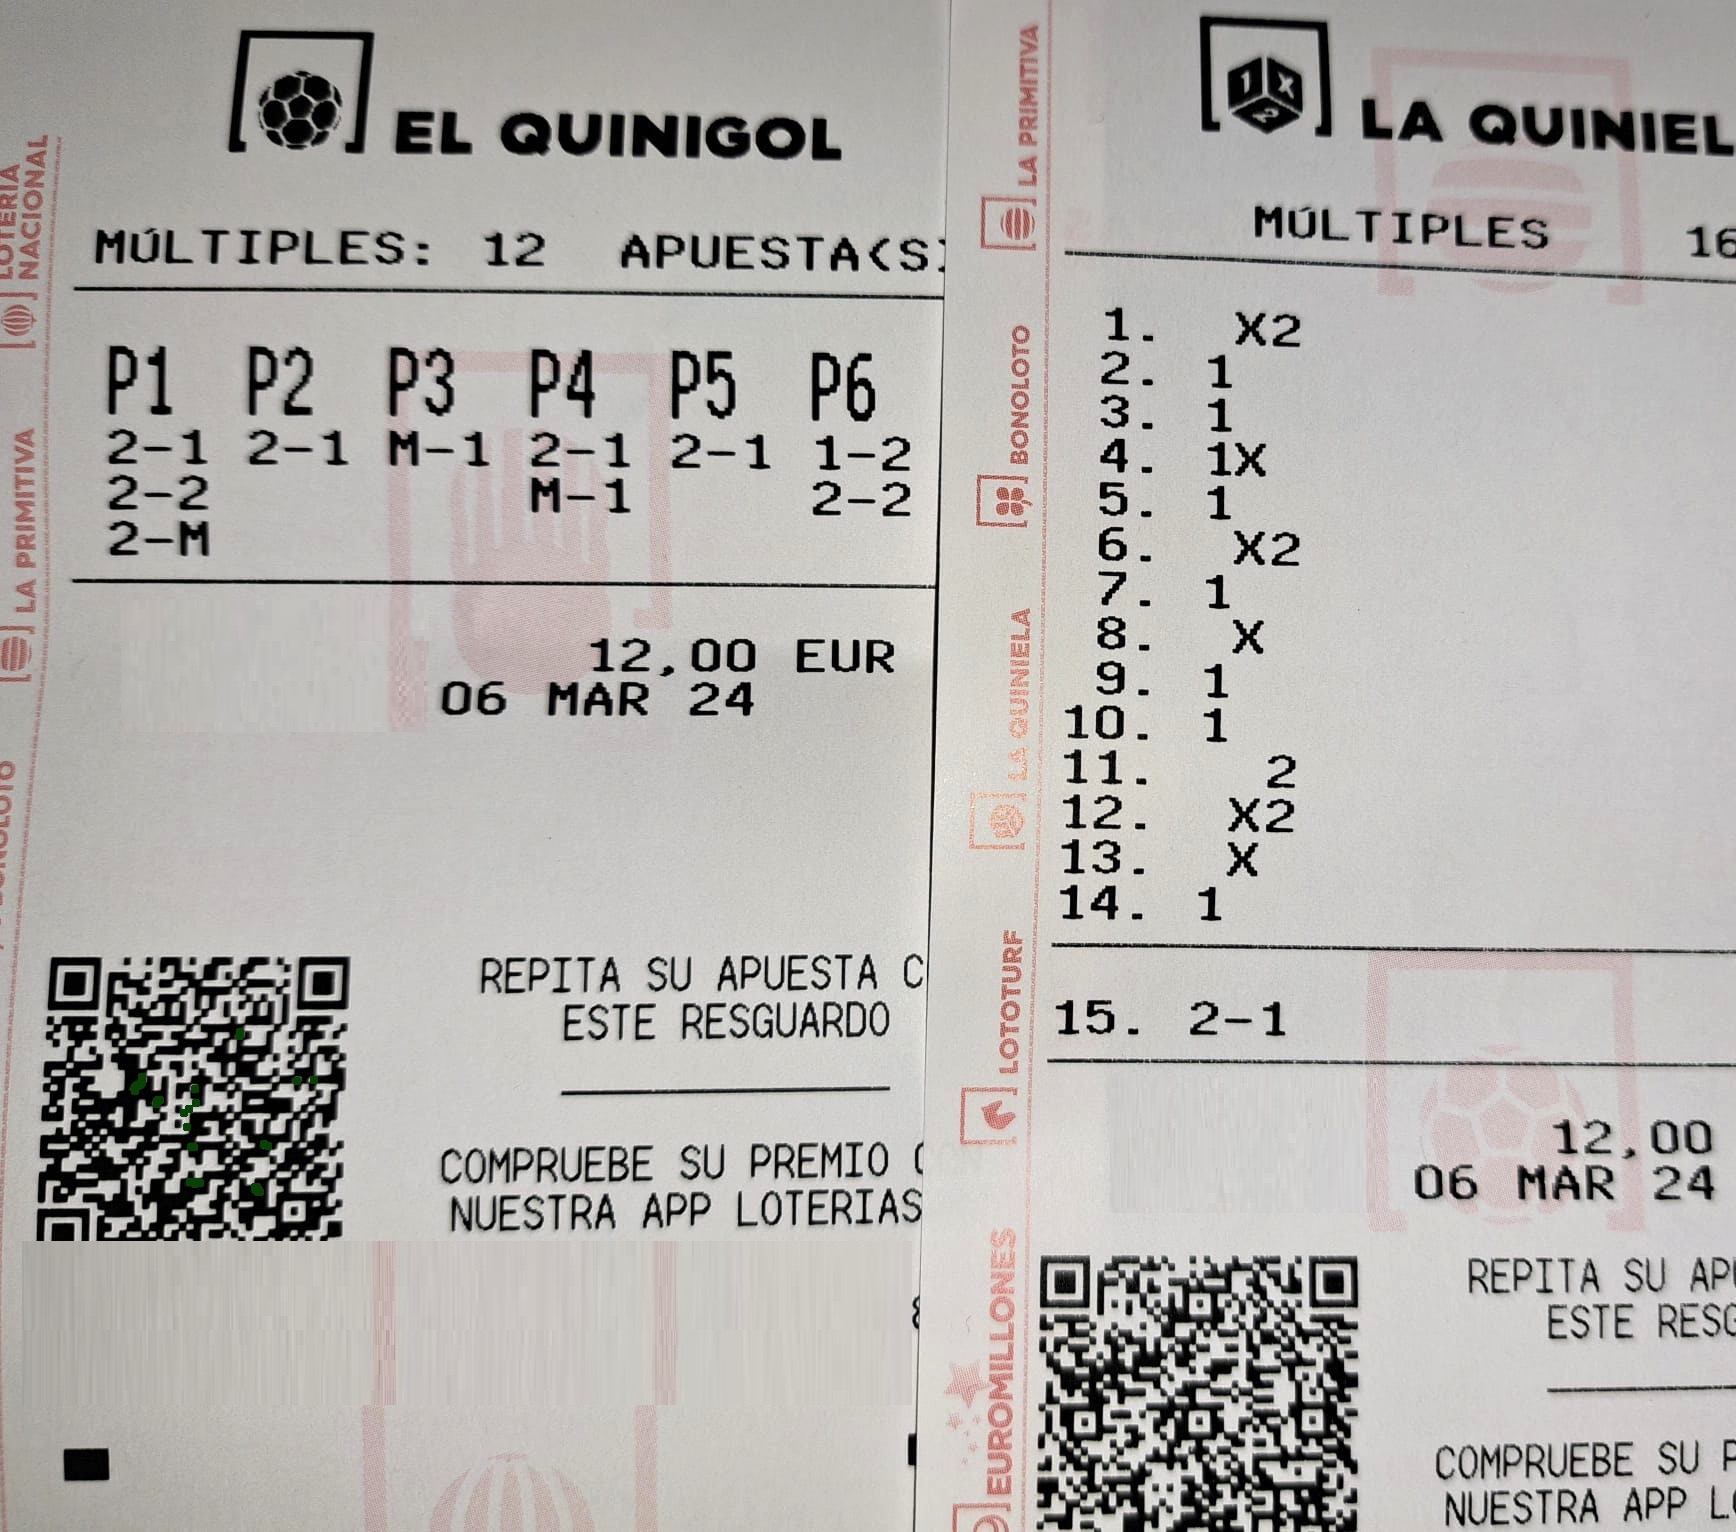 EL QUINIGOL
MÚLTIPLES: 12 APUESTA(S)
P1 P2 P3 P4 P5 P6
2-1 2-1 M-1 2-1 2-1 1-2
2-2 M-1 2-2
2-M
12,00 EUR
06 MAR 24
REPITA SU APUESTA C
ESTE RESGUARDO
COMPRUEBE SU PREMIO
NUESTRA APP LOTERIAS
LOTERÍA
NACIONAL
LA PRIMITIVA
BONOLOTO
LA QUINIEL
MÚLTIPLES 16
1. X2
2. 1
3. 1
4. 1X
5. 1
6. X2
7. 1
8. X
9. 1
10. 1
11. 2
12. X2
13. X
14. 1
15. 2-1
12,00
06 MAR 24
REPITA SU APU
ESTE RESG
COMPRUEBE SU P
NUESTRA APP LO
LA PRIMITIVA
BONOLOTO
LA QUINIELA
LOTOTURF
EUROMILLONES